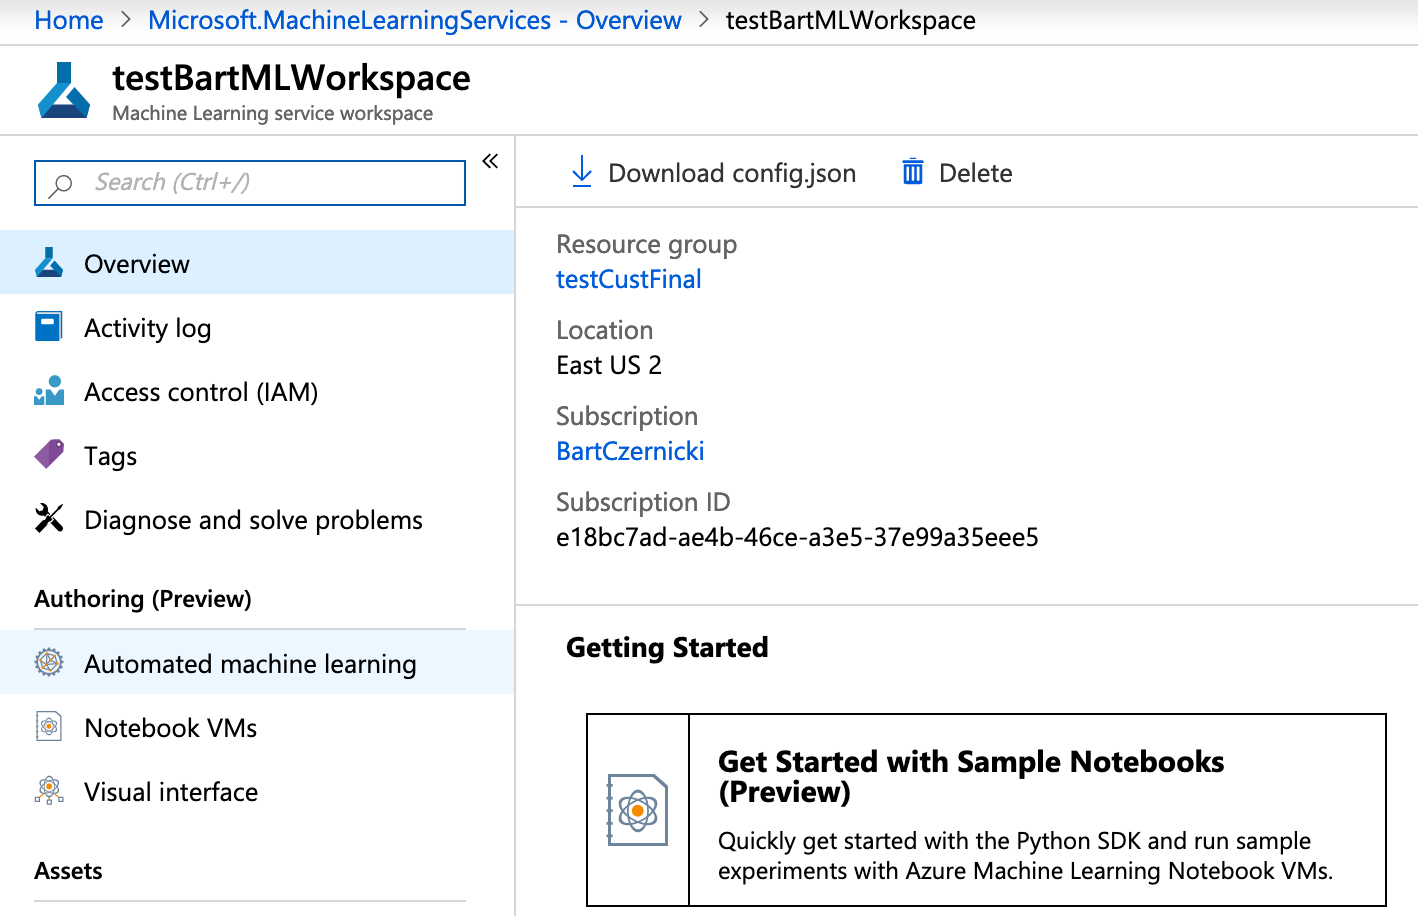 Home > Microsoft.MachineLearningServices - Overview > testBartMLWorkspace
testBartMLWorkspace
Machine Learning service workspace
«
Search (Ctrl+/)
Overview
Activity log
Access control (IAM)
Tags
Diagnose and solve problems
Authoring (Preview)
Automated machine learning
Notebook VMs
Visual interface
Assets
Download config.json
Delete
Resource group
testCustFinal
Location
East US 2
Subscription
BartCzernicki
Subscription ID
e18bc7ad-ae4b-46ce-a3e5-37e99a35eee5
Getting Started
Get Started with Sample Notebooks
(Preview)
Quickly get started with the Python SDK and run sample
experiments with Azure Machine Learning Notebook VMs.